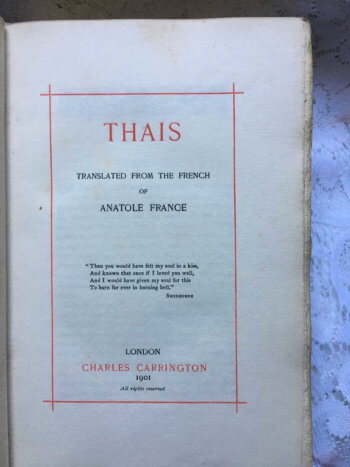 THAIS
TRANSLATED FROM THE FRENCH
OF
ANATOLE FRANCE
"Then you would have felt my soul in a kiss,
And known that once if I loved you well,
And I would have given my soul for this
To burn for ever in burning hell."
SWINBURNE
LONDON
CHARLES CARRINGTON
1901
All rights reserved